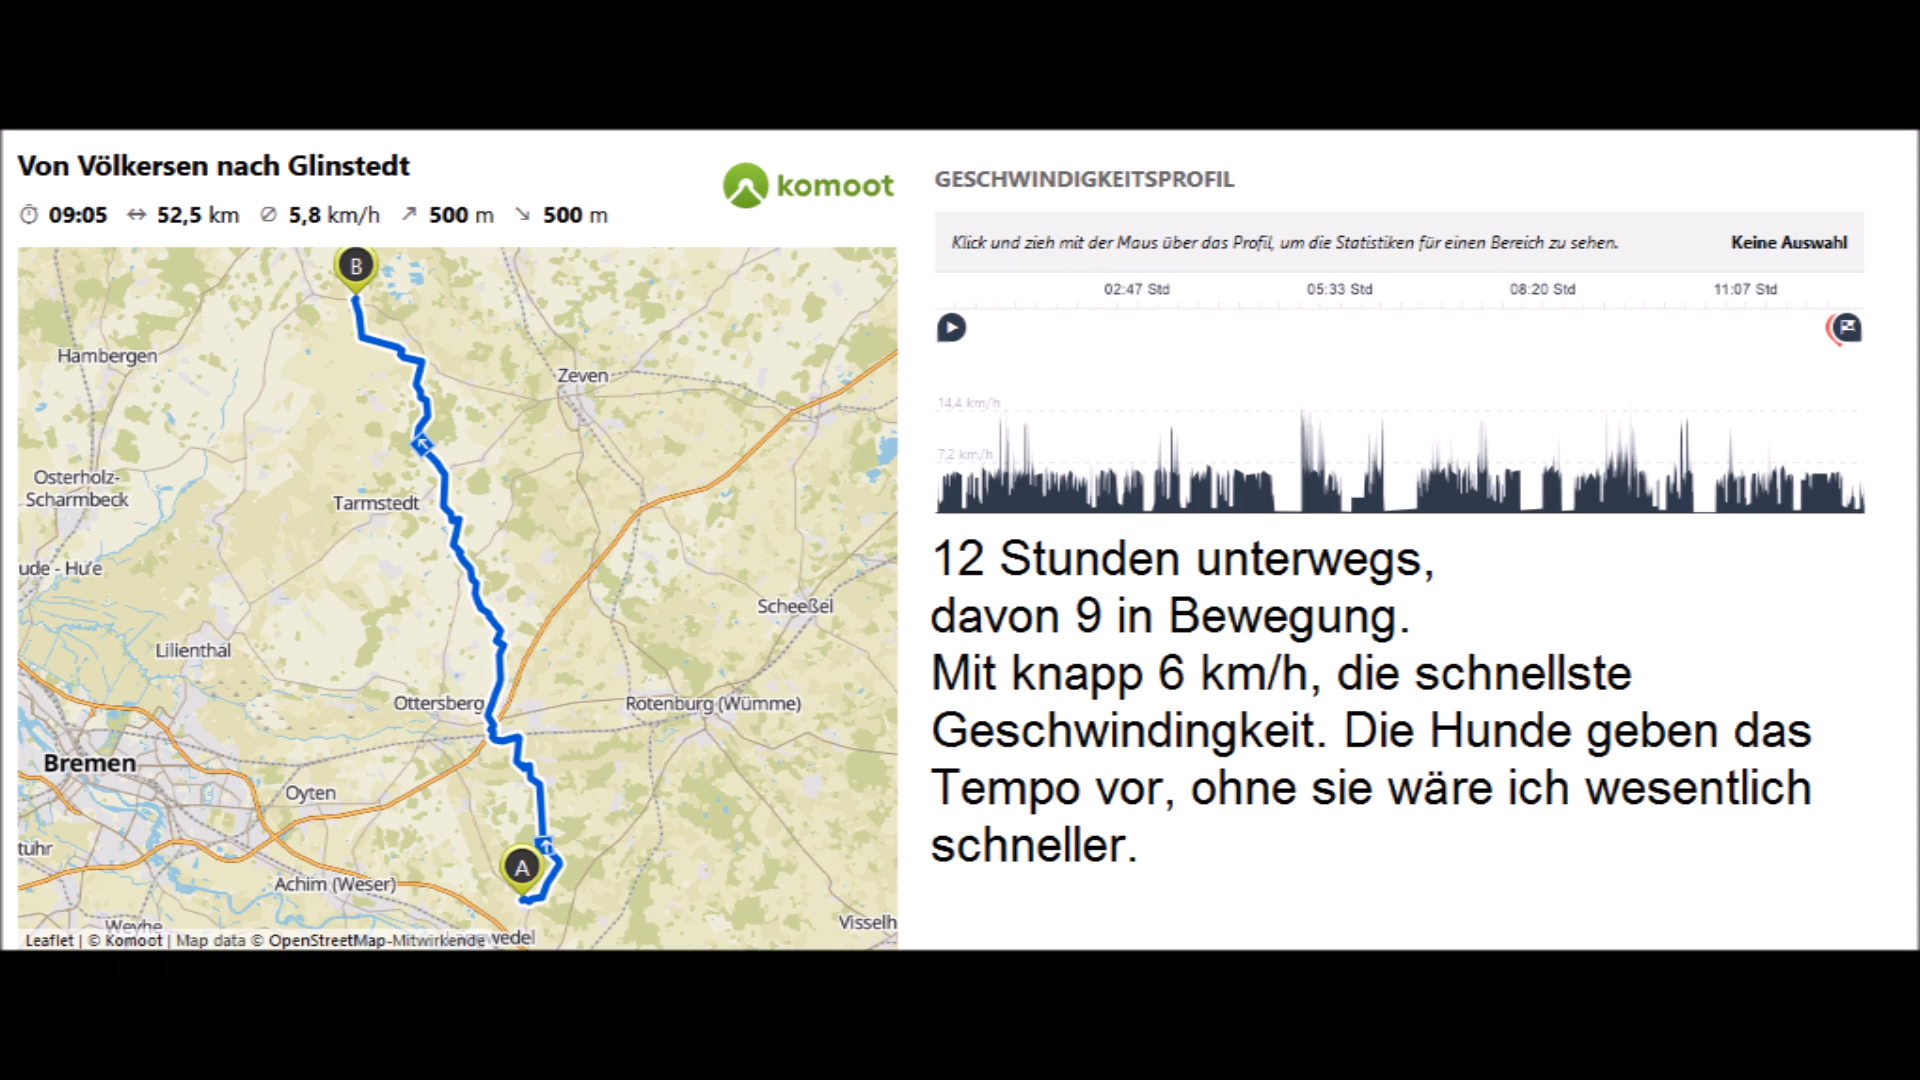 Von Völkersen nach Glinstedt
09:05 52,5 km 5,8 km/h 500 m 500 m
komoot
B
Hambergen
Zeven
Osterholz-
Scharmbeck
Tarmstedt
ude - Hu'e
Scheeßel
Lilienthal
Ottersberg
Rotenburg (Wümme)
Bremen
Oyten
tuhr
A
Achim (Weser)
Weyhe
Visselh
wedel
Leaflet | © Komoot | Map data © OpenStreetMap-Mitwirkende
GESCHWINDIGKEITSPROFIL
Klick und zieh mit der Maus über das Profil, um die Statistiken für einen Bereich zu sehen. Keine Auswahl
02:47 Std 05:33 Std 08:20 Std 11:07 Std
14,4 km/h
7,2 km/h
12 Stunden unterwegs,
davon 9 in Bewegung.
Mit knapp 6 km/h, die schnellste
Geschwindingkeit. Die Hunde geben das
Tempo vor, ohne sie wäre ich wesentlich
schneller.